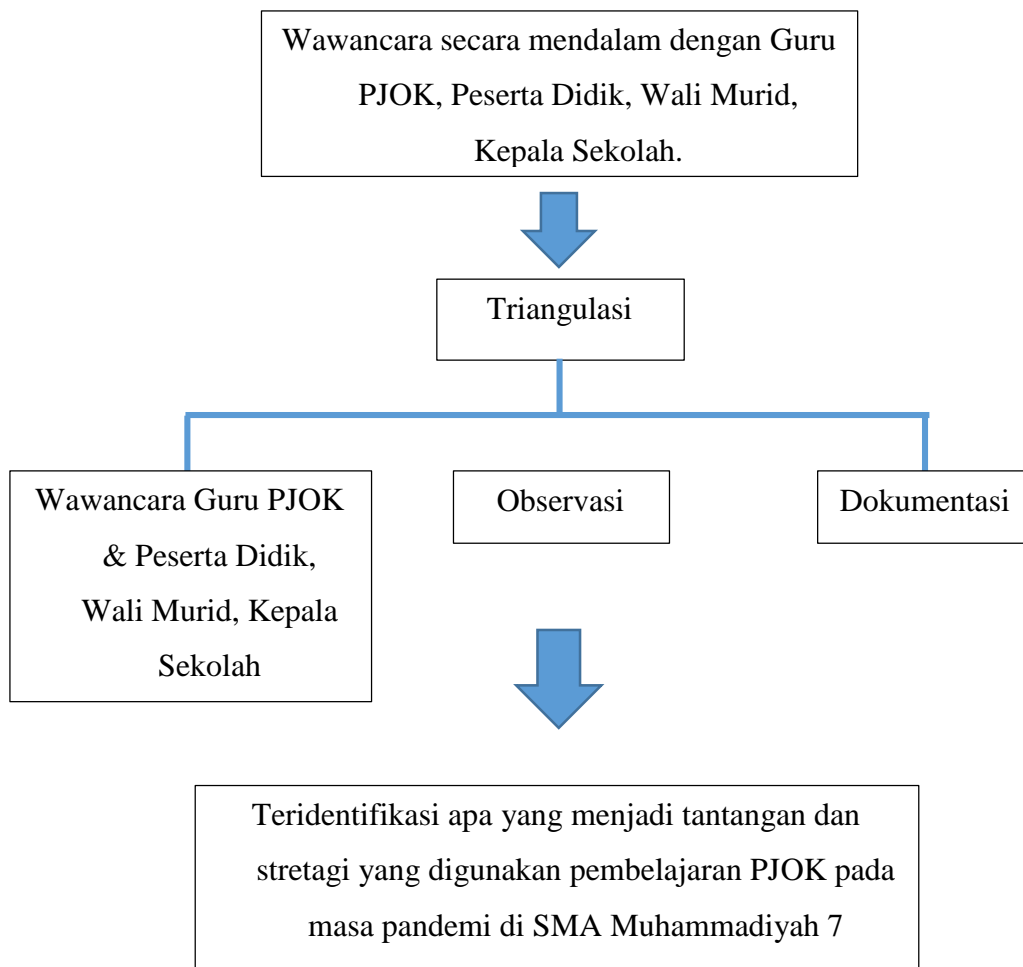 Wawancara secara mendalam dengan Guru
PJOK, Peserta Didik, Wali Murid,
Kepala Sekolah.
Triangulasi
Wawancara Guru PJOK
& Peserta Didik,
Wali Murid, Kepala
Sekolah
Observasi
Dokumentasi
Teridentifikasi apa yang menjadi tantangan dan
stretagi yang digunakan pembelajaran PJOK pada
masa pandemi di SMA Muhammadiyah 7